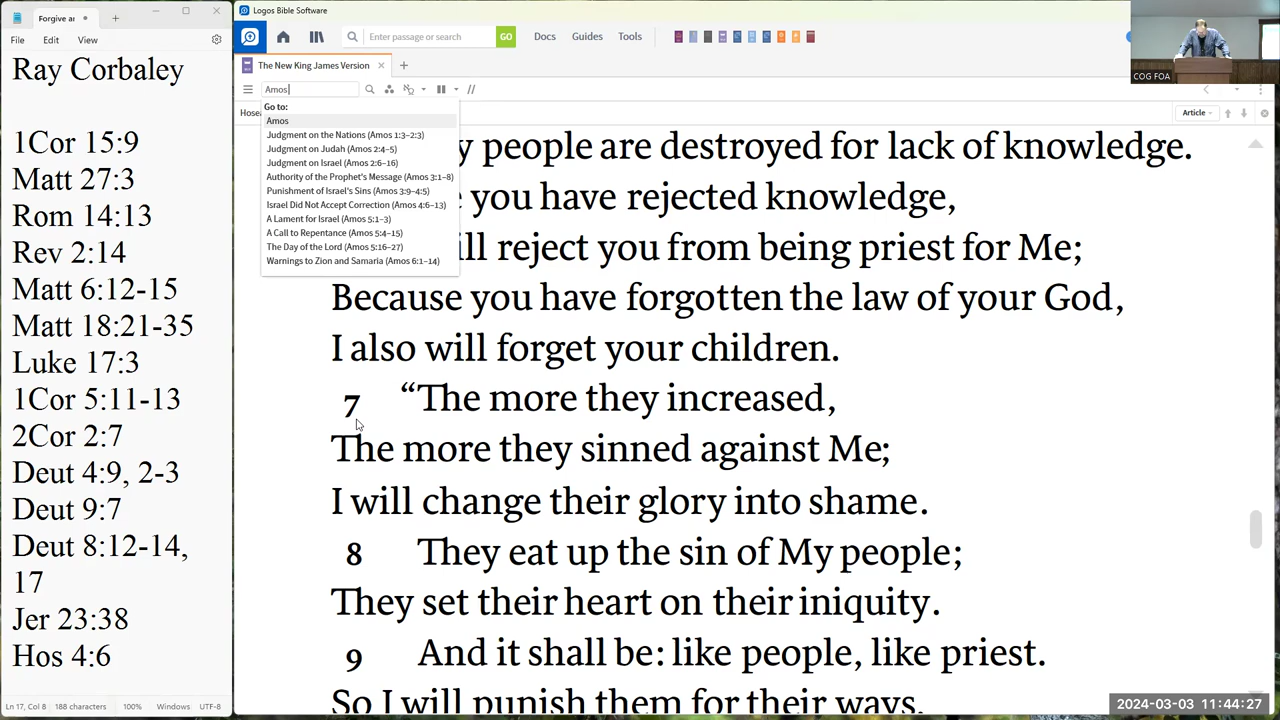 Forgive ar
File
Edit
View
Ray Corbaley
1Cor 15:9
Matt 27:3
Rom 14:13
Rev 2:14
Matt 6:12-15
Matt 18:21-35
Luke 17:3
1Cor 5:11-13
2Cor 2:7
Deut 4:9, 2-3
Deut 9:7
Deut 8:12-14,
17
Jer 23:38
Hos 4:6
Ln 17, Col 8
188 characters
100%
Windows
UTF-8
Logos Bible Software
Enter passage or search
GO
Docs
Guides
Tools
The New King James Version
Amos
Go to:
Amos
Judgment on the Nations (Amos 1:3–2:3)
Judgment on Judah (Amos 2:4–5)
Judgment on Israel (Amos 2:6–16)
Authority of the Prophet's Message (Amos 3:1–8)
Punishment of Israel's Sins (Amos 3:9–4:5)
Israel Did Not Accept Correction (Amos 4:6–13)
A Lament for Israel (Amos 5:1–3)
A Call to Repentance (Amos 5:4–15)
The Day of the Lord (Amos 5:16–27)
Warnings to Zion and Samaria (Amos 6:1–14)
Article
y people are destroyed for lack of knowledge.
you have rejected knowledge,
ill reject you from being priest for Me;
Because you have forgotten the law of your God,
I also will forget your children.
7 “The more they increased,
The more they sinned against Me;
I will change their glory into shame.
8 They eat up the sin of My people;
They set their heart on their iniquity.
9 And it shall be: like people, like priest.
So I will punish them for their ways,
COG FOA
2024-03-03 11:44:27